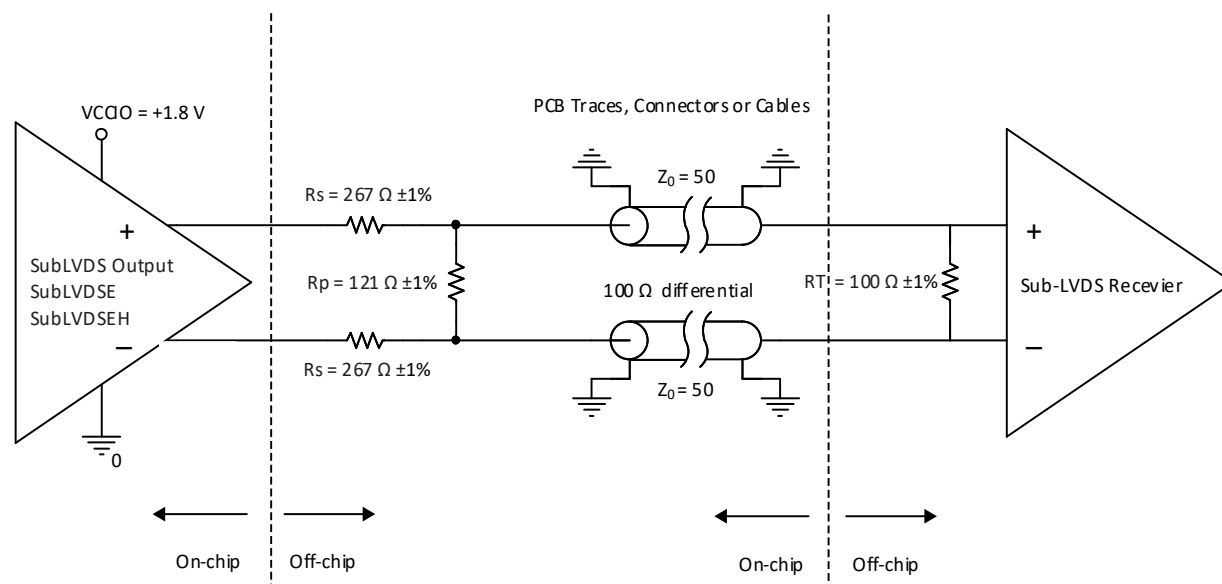 VCCIO = +1.8 V
PCB Traces, Connectors or Cables
Z0 = 50
Rs = 267 Ω ±1%
+
+
SubLVDS Output
SubLVDSE
SubLVDSEH
Rp = 121 Ω ±1%
100 Ω differential
RT = 100 Ω ±1%
Sub-LVDS Recevier
−
−
Rs = 267 Ω ±1%
Z0 = 50
0
On-chip
Off-chip
On-chip
Off-chip